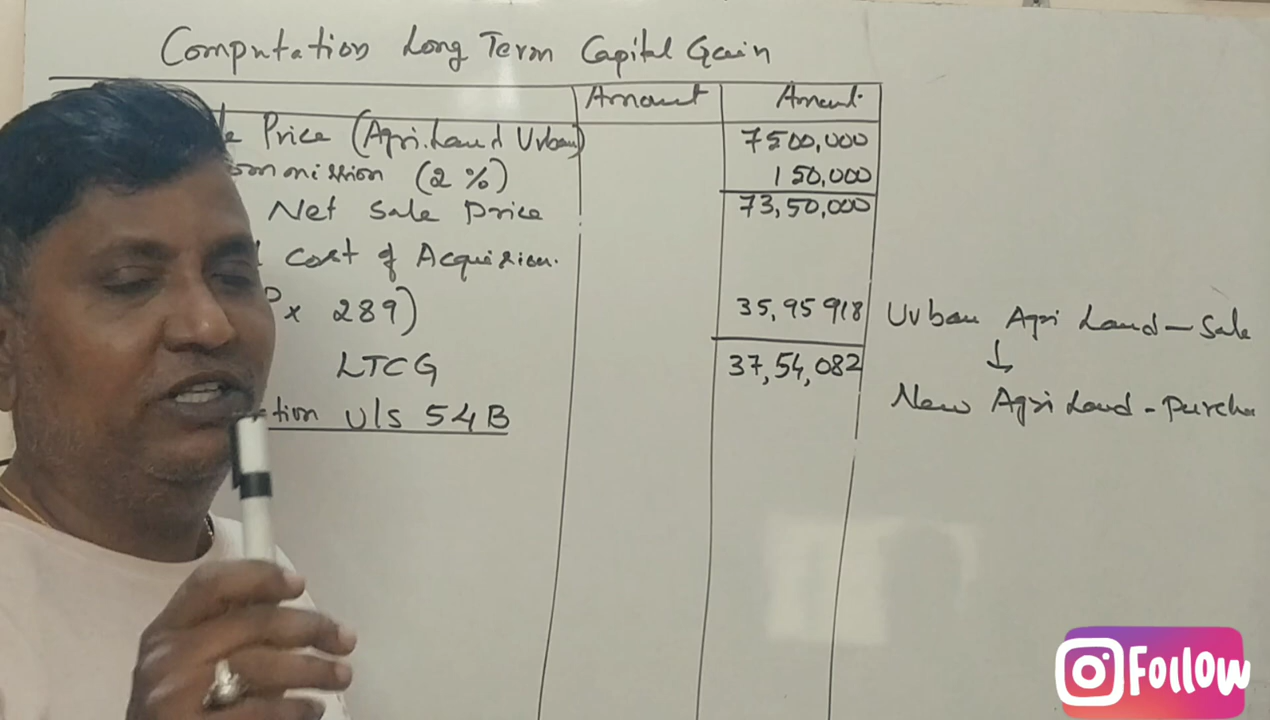 Computation Long Term Capital Gain
Amount Amount
Price (Agri.Land Urban) 7500,000
(2 %) 150,000
Net Sale Price 73,50,000
Cost of Acquision.
x 289) 35,95918
Urban Agri Land - Sale
LTCG 37,54,082
New Agri Land - Purcha
U/s 54B
Follow